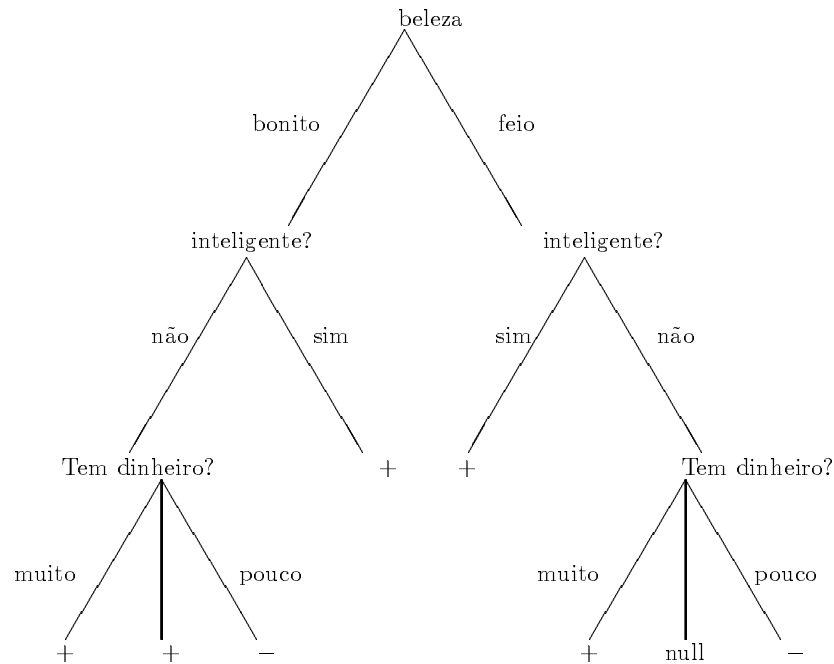 beleza
bonito feio
inteligente? inteligente?
não sim sim não
Tem dinheiro? + + Tem dinheiro?
muito pouco muito pouco
+ + − + null −